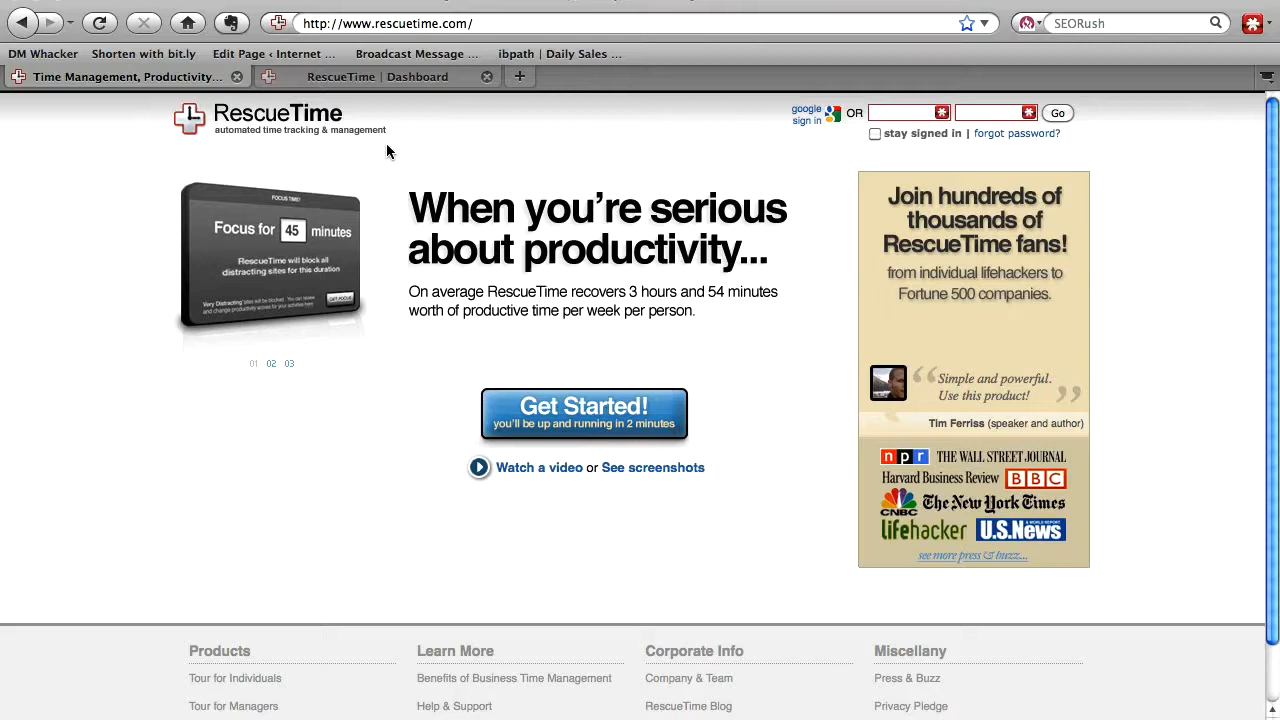 http://www.rescuetime.com/
SEORush
DM Whacker
Shorten with bit.ly
Edit Page ‹ Internet ...
Broadcast Message ...
ibpath | Daily Sales ...
Time Management, Productivity...
RescueTime | Dashboard
RescueTime
automated time tracking & management
google
sign in
OR
Go
stay signed in | forgot password?
FOCUS TIME!
Focus for 45 minutes
RescueTime will block all
distracting sites for this duration
GET FOCUS
01 02 03
When you're serious
about productivity...
On average RescueTime recovers 3 hours and 54 minutes
worth of productive time per week per person.
Get Started!
you'll be up and running in 2 minutes
Watch a video or See screenshots
Join hundreds of
thousands of
RescueTime fans!
from individual lifehackers to
Fortune 500 companies.
“ Simple and powerful.
Use this product! ”
Tim Ferriss (speaker and author)
npr THE WALL STREET JOURNAL
Harvard Business Review BBC
CNBC The New York Times
lifehacker U.S.News
see more press & buzz...
Products
Tour for Individuals
Tour for Managers
Learn More
Benefits of Business Time Management
Help & Support
Corporate Info
Company & Team
RescueTime Blog
Miscellany
Press & Buzz
Privacy Pledge